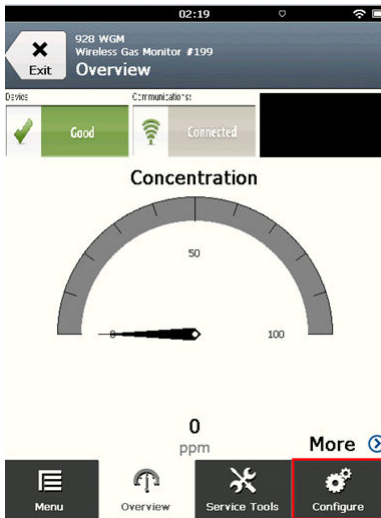 02:19
928 WGM
Wireless Gas Monitor #199
Exit
Overview
Device:
Communications:
Good
Connected
Concentration
50
0
100
0
ppm
More
Menu
Overview
Service Tools
Configure